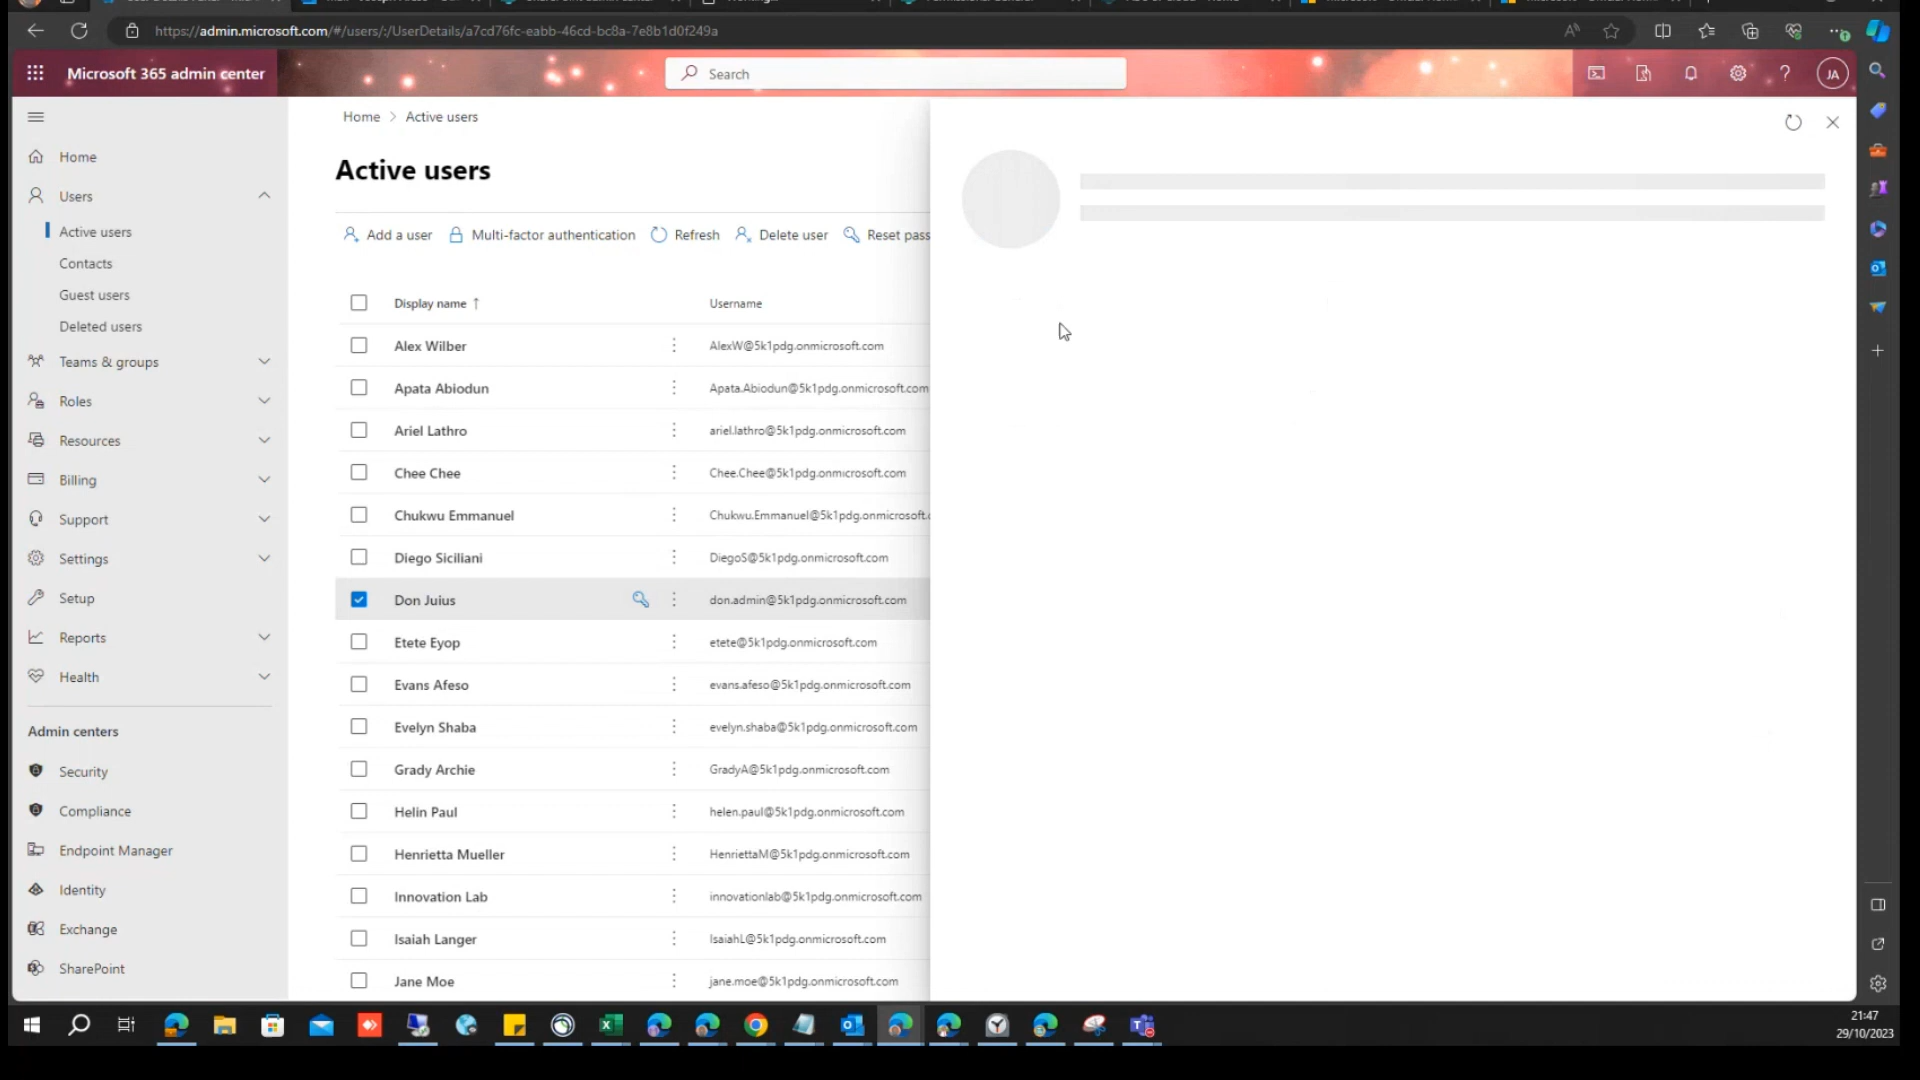 https://admin.microsoft.com/#/users/:/UserDetails/a7cd76fc-eabb-46cd-bc8a-7e8b1d0f249a
Microsoft 365 admin center
Search
JA
Home > Active users
Active users
Add a user
Multi-factor authentication
Refresh
Delete user
Reset pass
Home
Users
Active users
Contacts
Guest users
Deleted users
Teams & groups
Roles
Resources
Billing
Support
Settings
Setup
Reports
Health
Admin centers
Security
Compliance
Endpoint Manager
Identity
Exchange
SharePoint
Display name ↑ Username
Alex Wilber AlexW@5k1pdg.onmicrosoft.com
Apata Abiodun Apata.Abiodun@5k1pdg.onmicrosoft.com
Ariel Lathro ariel.lathro@5k1pdg.onmicrosoft.com
Chee Chee Chee.Chee@5k1pdg.onmicrosoft.com
Chukwu Emmanuel Chukwu.Emmanuel@5k1pdg.onmicrosoft.
Diego Siciliani DiegoS@5k1pdg.onmicrosoft.com
Don Juius don.admin@5k1pdg.onmicrosoft.com
Etete Eyop etete@5k1pdg.onmicrosoft.com
Evans Afeso evans.afeso@5k1pdg.onmicrosoft.com
Evelyn Shaba evelyn.shaba@5k1pdg.onmicrosoft.com
Grady Archie GradyA@5k1pdg.onmicrosoft.com
Helin Paul helen.paul@5k1pdg.onmicrosoft.com
Henrietta Mueller HenriettaM@5k1pdg.onmicrosoft.com
Innovation Lab innovationlab@5k1pdg.onmicrosoft.com
Isaiah Langer IsaiahL@5k1pdg.onmicrosoft.com
Jane Moe jane.moe@5k1pdg.onmicrosoft.com
21:47
29/10/2023